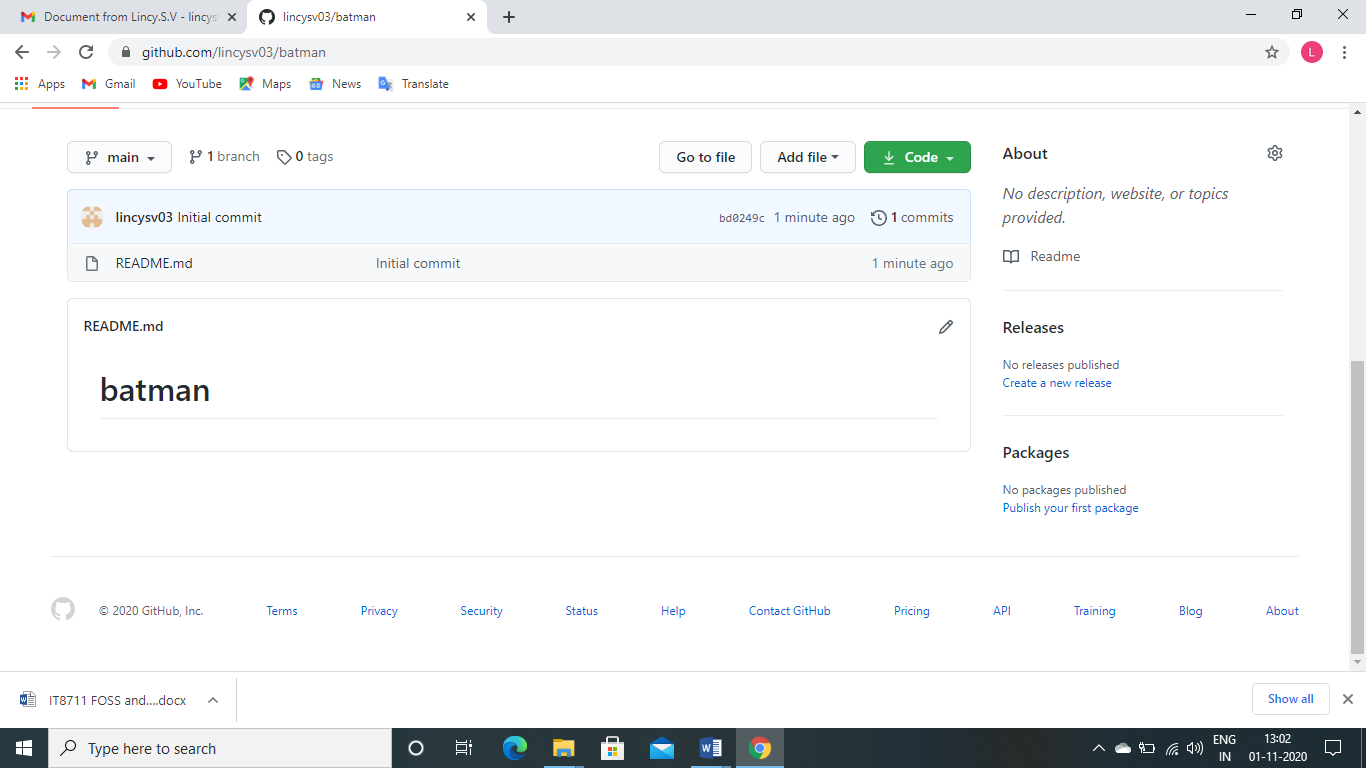 Document from Lincy.S.V - lincys
lincysv03/batman
github.com/lincysv03/batman
L
Apps Gmail YouTube Maps News Translate
main 1 branch 0 tags Go to file Add file Code
lincysv03 Initial commit bd0249c 1 minute ago 1 commits
README.md Initial commit 1 minute ago
README.md
batman
About
No description, website, or topics
provided.
Readme
Releases
No releases published
Create a new release
Packages
No packages published
Publish your first package
© 2020 GitHub, Inc. Terms Privacy Security Status Help Contact GitHub Pricing API Training Blog About
IT8711 FOSS and....docx Show all
Type here to search
ENG
IN
13:02
01-11-2020